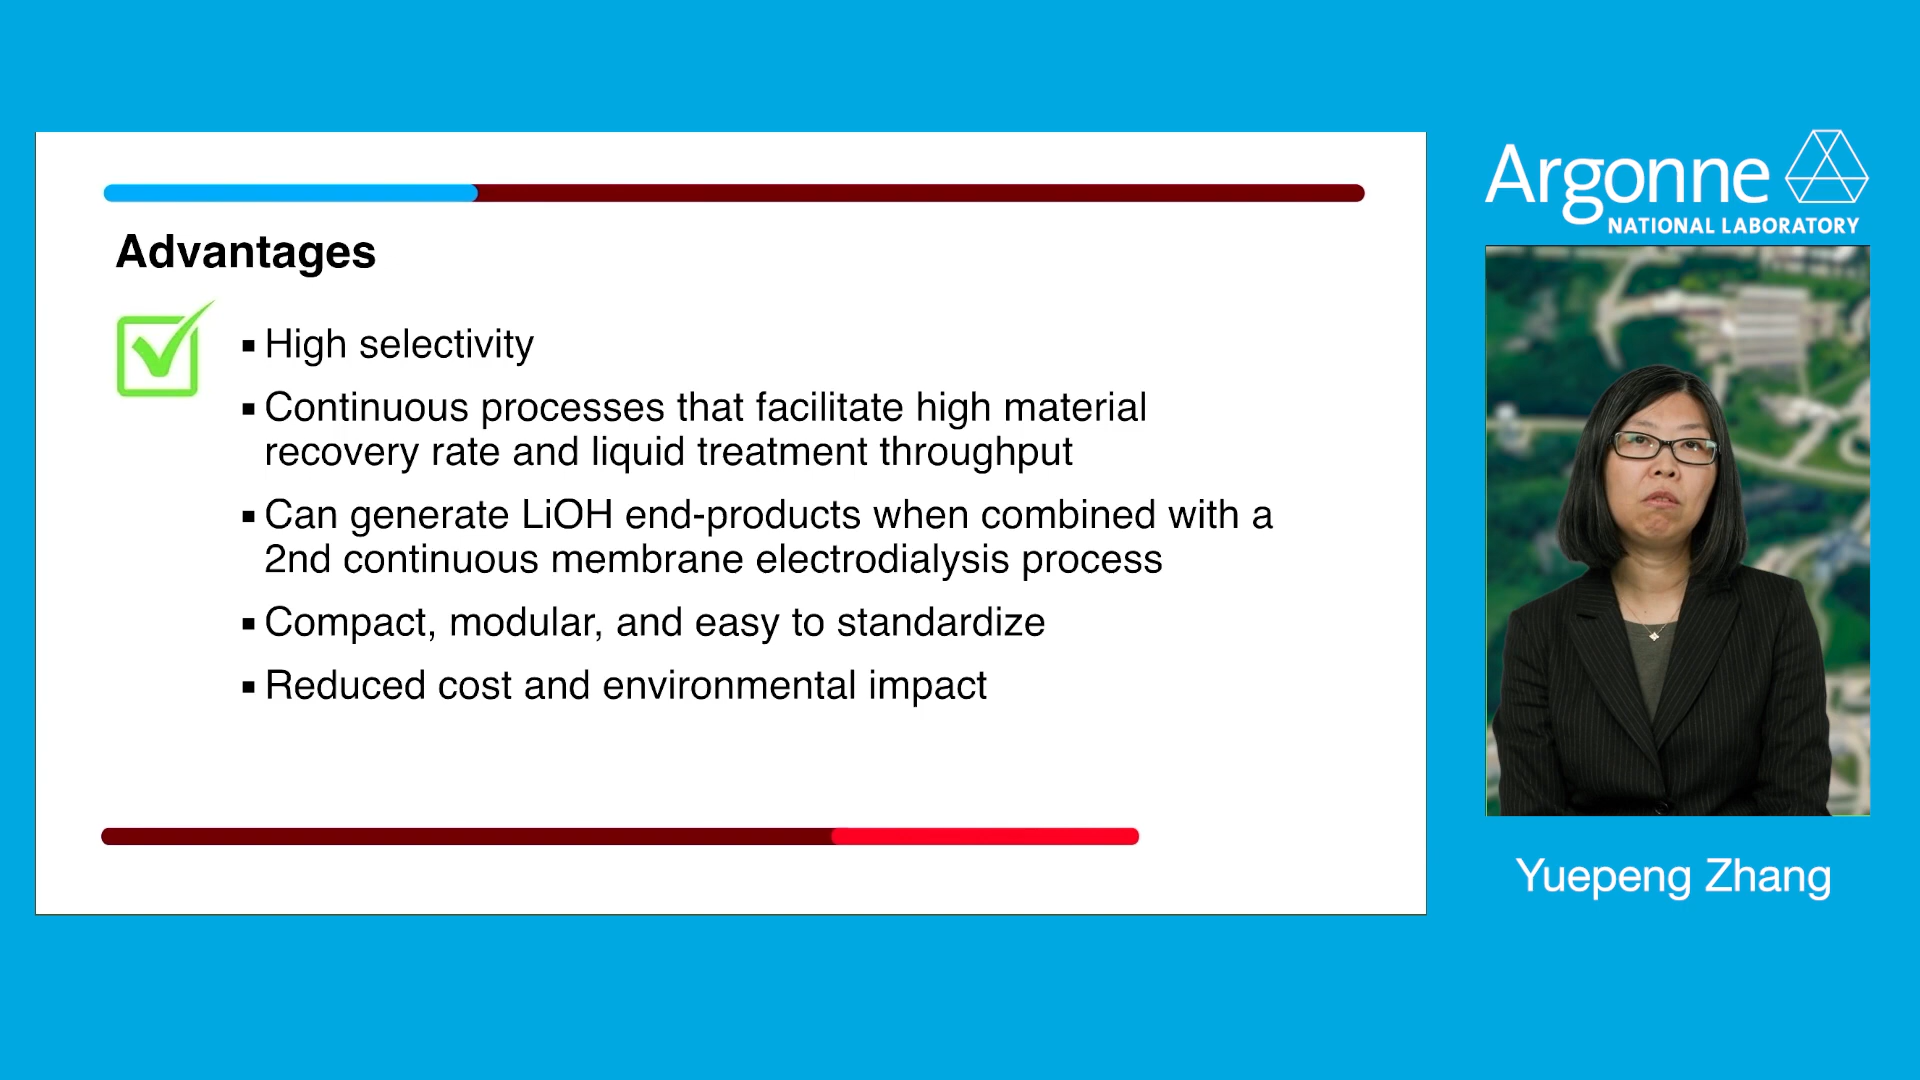 Argonne
NATIONAL LABORATORY
Advantages
▪ High selectivity
▪ Continuous processes that facilitate high material
recovery rate and liquid treatment throughput
▪ Can generate LiOH end-products when combined with a
2nd continuous membrane electrodialysis process
▪ Compact, modular, and easy to standardize
▪ Reduced cost and environmental impact
Yuepeng Zhang